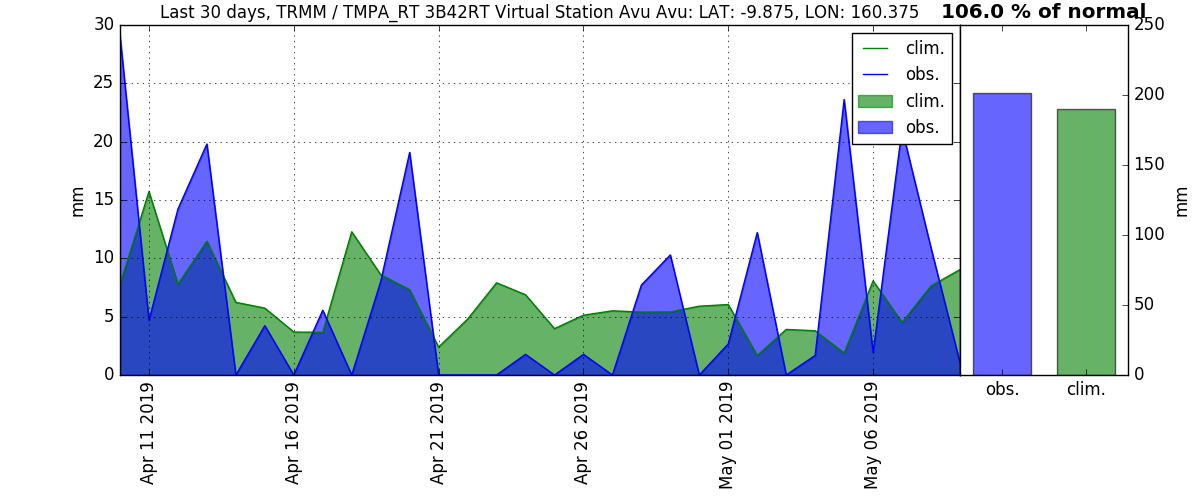 Last 30 days, TRMM / TMPA_RT 3B42RT Virtual Station Avu Avu: LAT: -9.875, LON: 160.375
106.0 % of normal
30
25
20
15
10
5
0
mm
clim.
obs.
clim.
obs.
Apr 11 2019
Apr 16 2019
Apr 21 2019
Apr 26 2019
May 01 2019
May 06 2019
250
200
150
100
50
0
mm
obs.
clim.